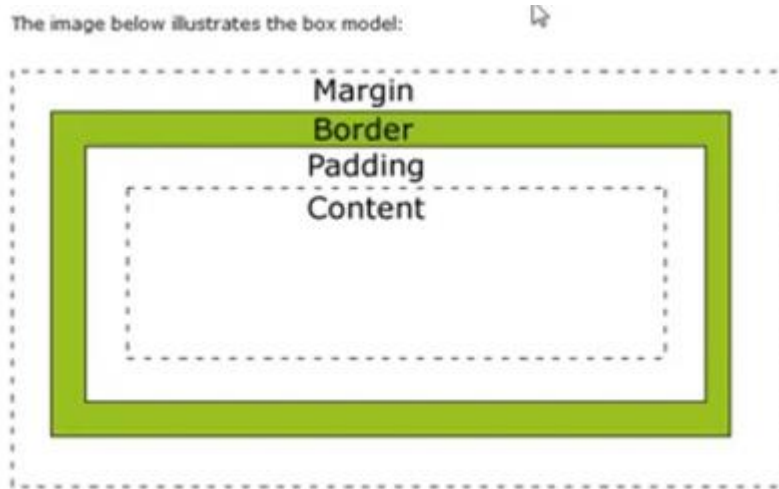 The image below illustrates the box model:
Margin
Border
Padding
Content